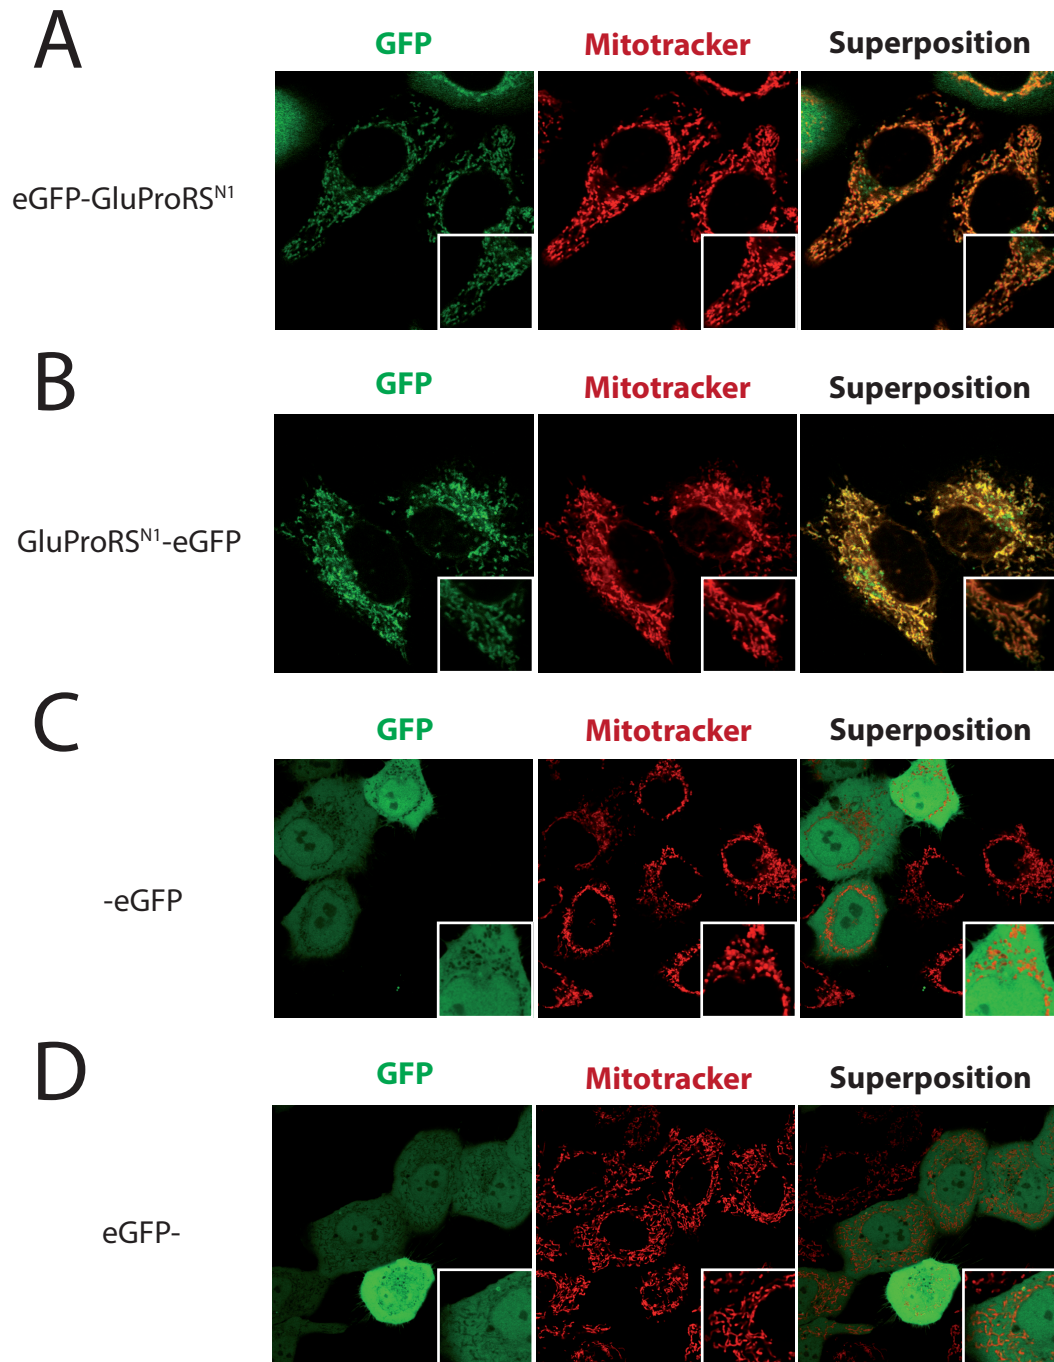 A
GFP Mitotracker Superposition
eGFP-GluProRS^N1
B
GFP Mitotracker Superposition
GluProRS^N1-eGFP
C
GFP Mitotracker Superposition
-eGFP
D
GFP Mitotracker Superposition
eGFP-